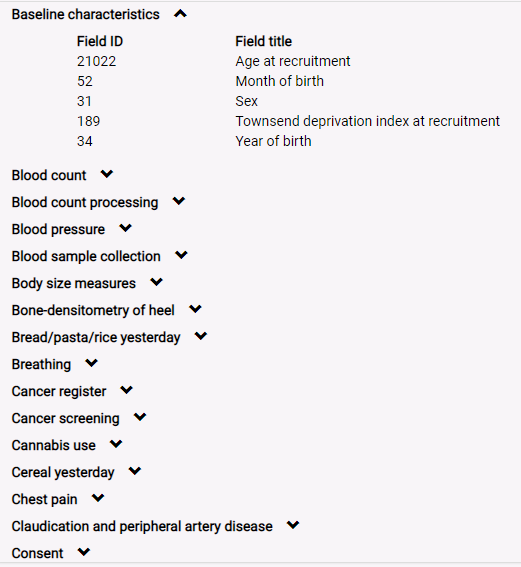 Baseline characteristics
Field ID Field title
21022 Age at recruitment
52 Month of birth
31 Sex
189 Townsend deprivation index at recruitment
34 Year of birth
Blood count
Blood count processing
Blood pressure
Blood sample collection
Body size measures
Bone-densitometry of heel
Bread/pasta/rice yesterday
Breathing
Cancer register
Cancer screening
Cannabis use
Cereal yesterday
Chest pain
Claudication and peripheral artery disease
Consent